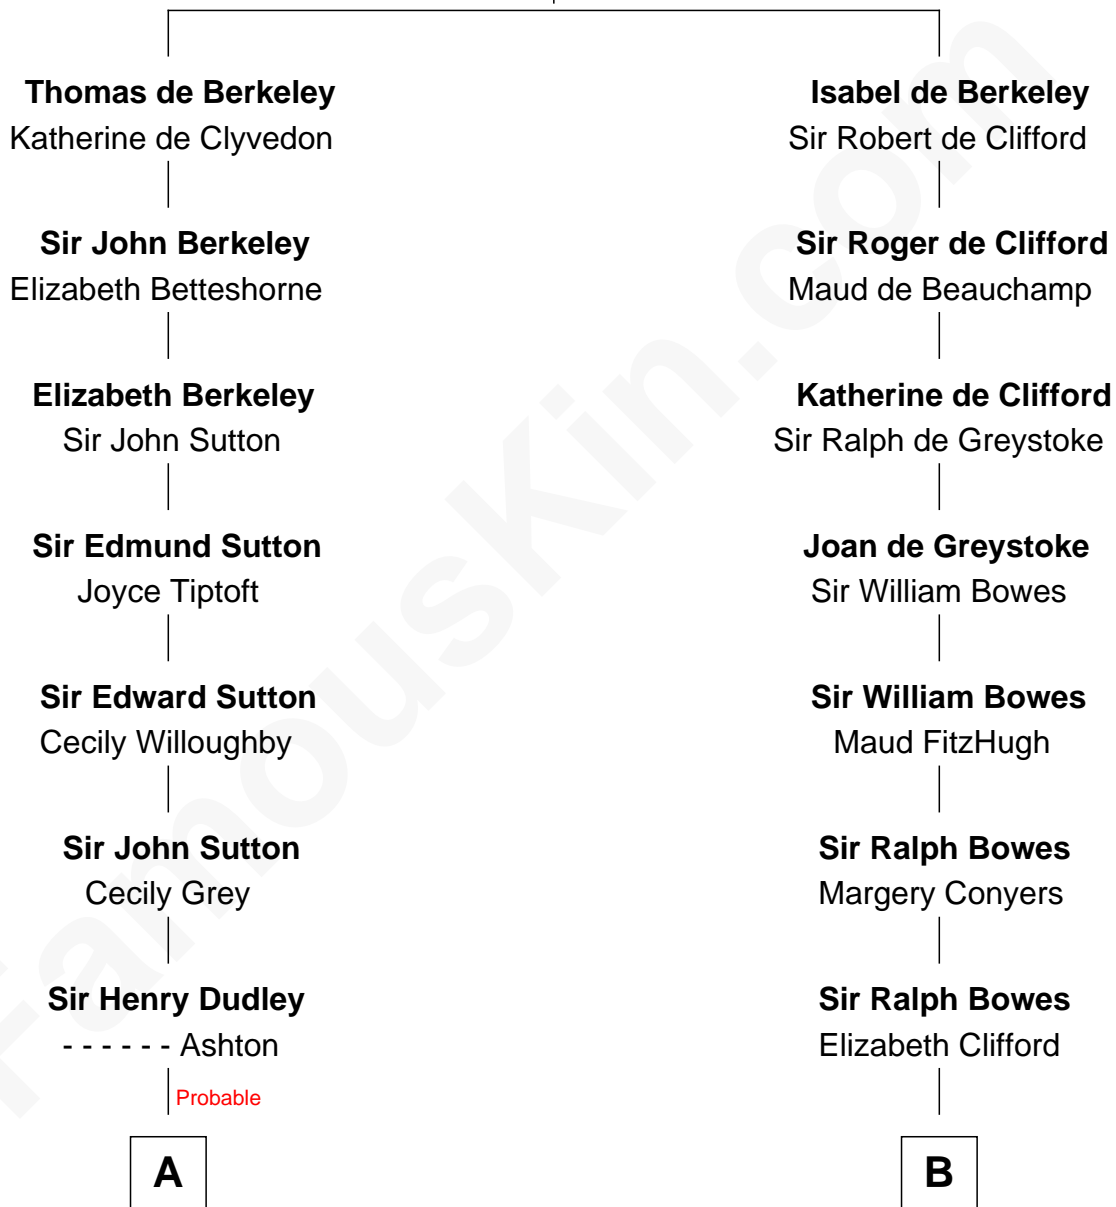 Thomas de Berkeley
Katherine de Clyvedon
Sir John Berkeley
Elizabeth Betteshorne
Elizabeth Berkeley
Sir John Sutton
Sir Edmund Sutton
Joyce Tiptoft
Sir Edward Sutton
Cecily Willoughby
Sir John Sutton
Cecily Grey
Sir Henry Dudley
- - - - - - Ashton
Probable
A
Isabel de Berkeley
Sir Robert de Clifford
Sir Roger de Clifford
Maud de Beauchamp
Katherine de Clifford
Sir Ralph de Greystoke
Joan de Greystoke
Sir William Bowes
Sir William Bowes
Maud FitzHugh
Sir Ralph Bowes
Margery Conyers
Sir Ralph Bowes
Elizabeth Clifford
B
FamousKin.com